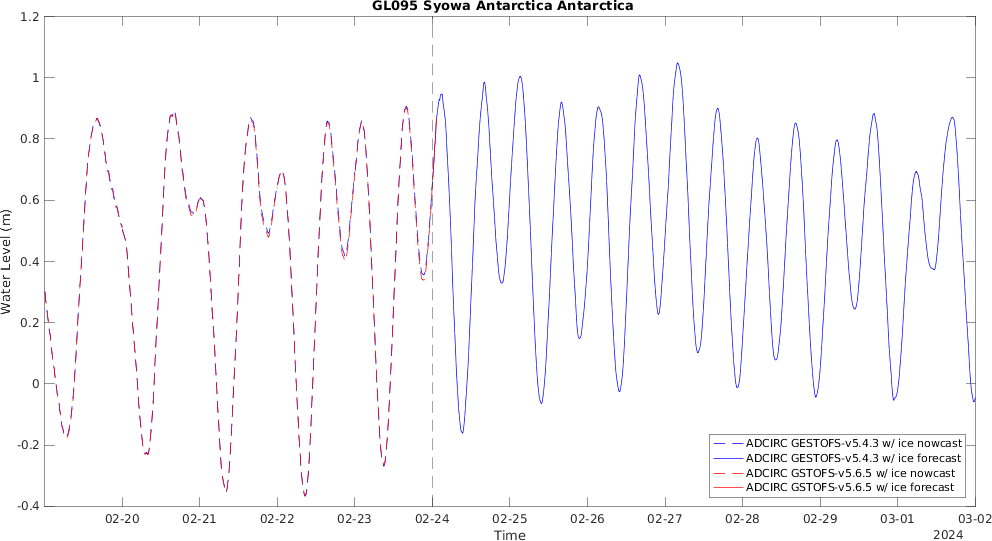 GL095 Syowa Antarctica Antarctica
1.2
1
0.8
0.6
0.4
0.2
0
-0.2
-0.4
Water Level (m)
ADCIRC GESTOFS-v5.4.3 w/ ice nowcast
ADCIRC GESTOFS-v5.4.3 w/ ice forecast
ADCIRC GSTOFS-v5.6.5 w/ ice nowcast
ADCIRC GSTOFS-v5.6.5 w/ ice forecast
02-20 02-21 02-22 02-23 02-24 02-25 02-26 02-27 02-28 02-29 03-01 03-02
Time
2024